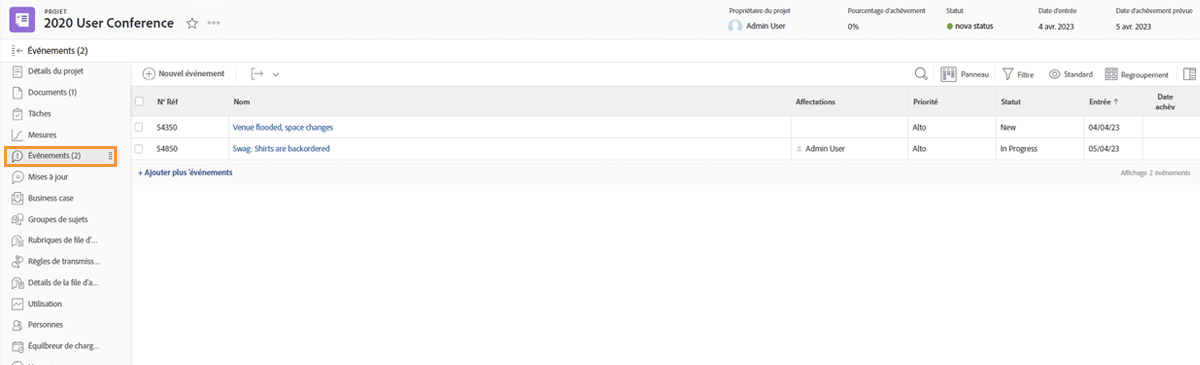 PROJET
2020 User Conference
Propriétaire du projet
Admin User
Pourcentage d'achèvement
0%
Statut
nova status
Date d'entrée
4 avr. 2023
Date d'achèvement prévue
5 avr. 2023
Événements (2)
Détails du projet
Documents (1)
Tâches
Mesures
Événements (2)
Mises à jour
Business case
Groupes de sujets
Rubriques de file d'...
Règles de transmiss...
Détails de la file d'a...
Utilisation
Personnes
Équilibreur de charg...
Nouvel événement
Panneau
Filtre
Standard
Regroupement
N° Réf Nom Affectations Priorité Statut Entrée ↑ Date achèv
54350 Venue flooded, space changes Alto New 04/04/23
54850 Swag: Shirts are backordered Admin User Alto In Progress 05/04/23
+ Ajouter plus 'événements
Affichage 2 événements